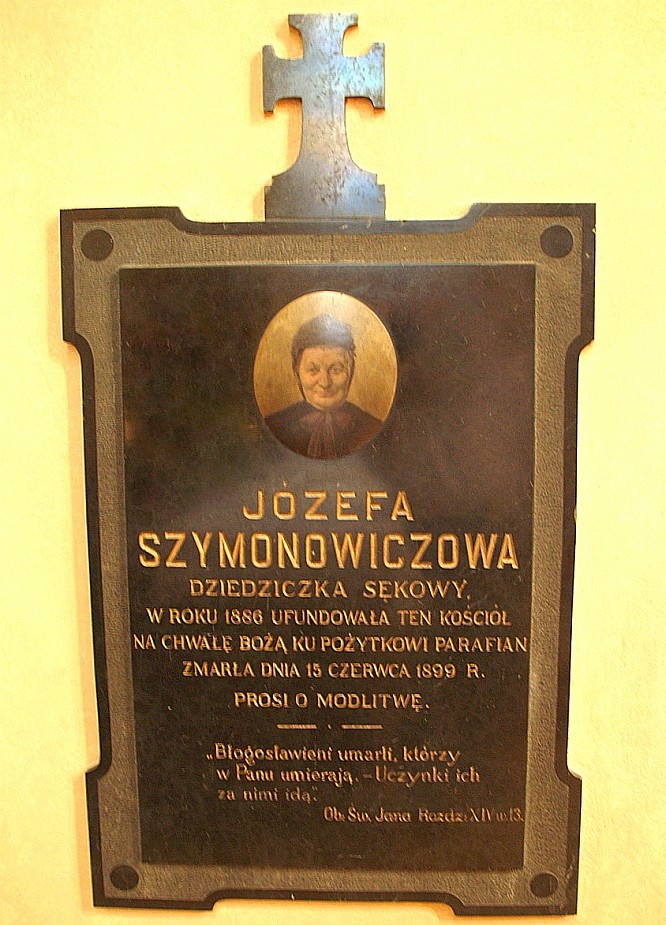 JÓZEFA
SZYMONOWICZOWA
DZIEDZICZKA SĘKOWY,
W ROKU 1886 UFUNDOWAŁA TEN KOŚCIÓŁ
NA CHWAŁĘ BOŻĄ KU POŻYTKOWI PARAFIAN
ZMARŁA DNIA 15 CZERWCA 1899 R.
PROSI O MODLITWĘ.
„Błogosławieni umarli, którzy
w Panu umierają. – Uczynki ich
za nimi idą”.
Ob: Św. Jana Rozdz: XIV w. 13.